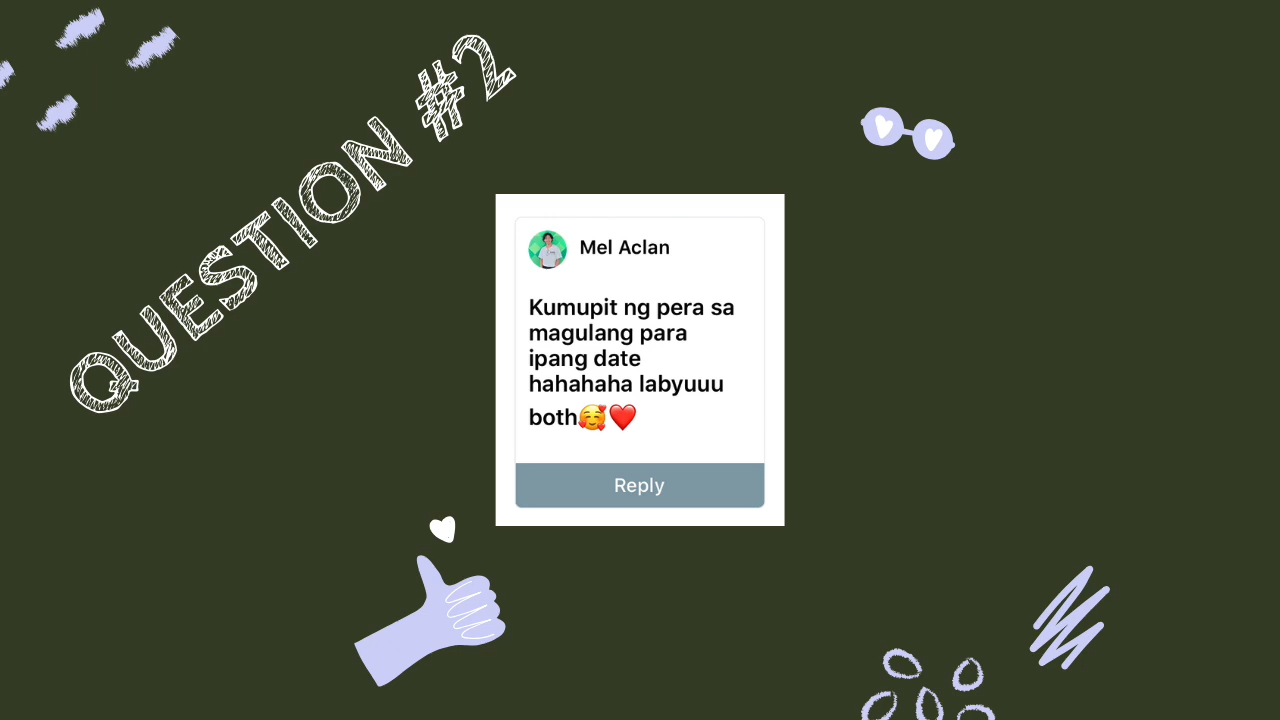 QUESTION #2
Mel Aclan
Kumupit ng pera sa
magulang para
ipang date
hahahaha labyuuu
both🥰❤️
Reply